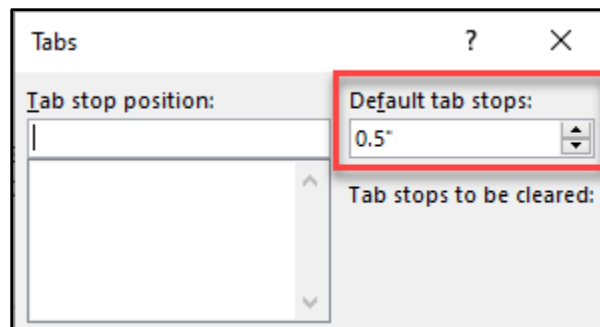 Tabs ?
Tab stop position:
Default tab stops:
0.5"
Tab stops to be cleared: